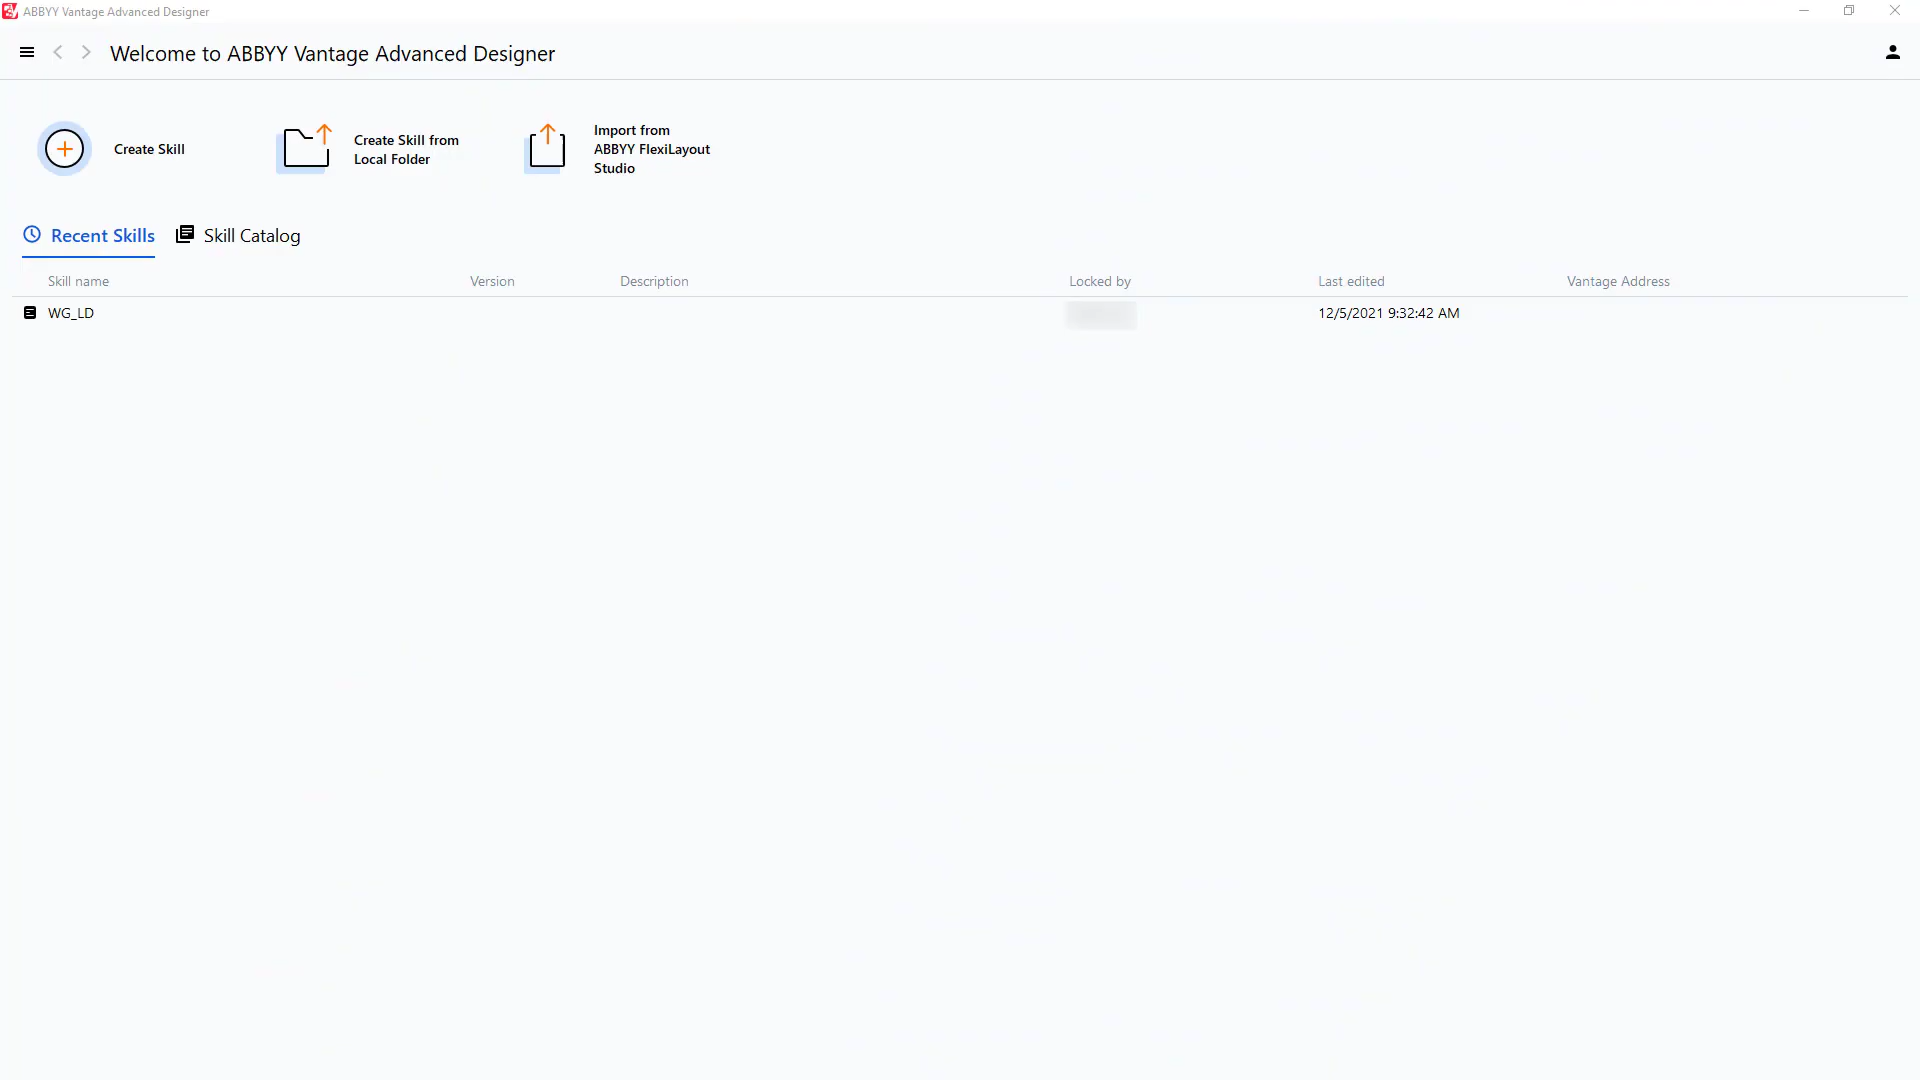 ABBYY Vantage Advanced Designer
Welcome to ABBYY Vantage Advanced Designer
Create Skill
Create Skill from
Local Folder
Import from
ABBYY FlexiLayout
Studio
Recent Skills
Skill Catalog
Skill name Version Description Locked by Last edited Vantage Address
WG_LD 12/5/2021 9:32:42 AM